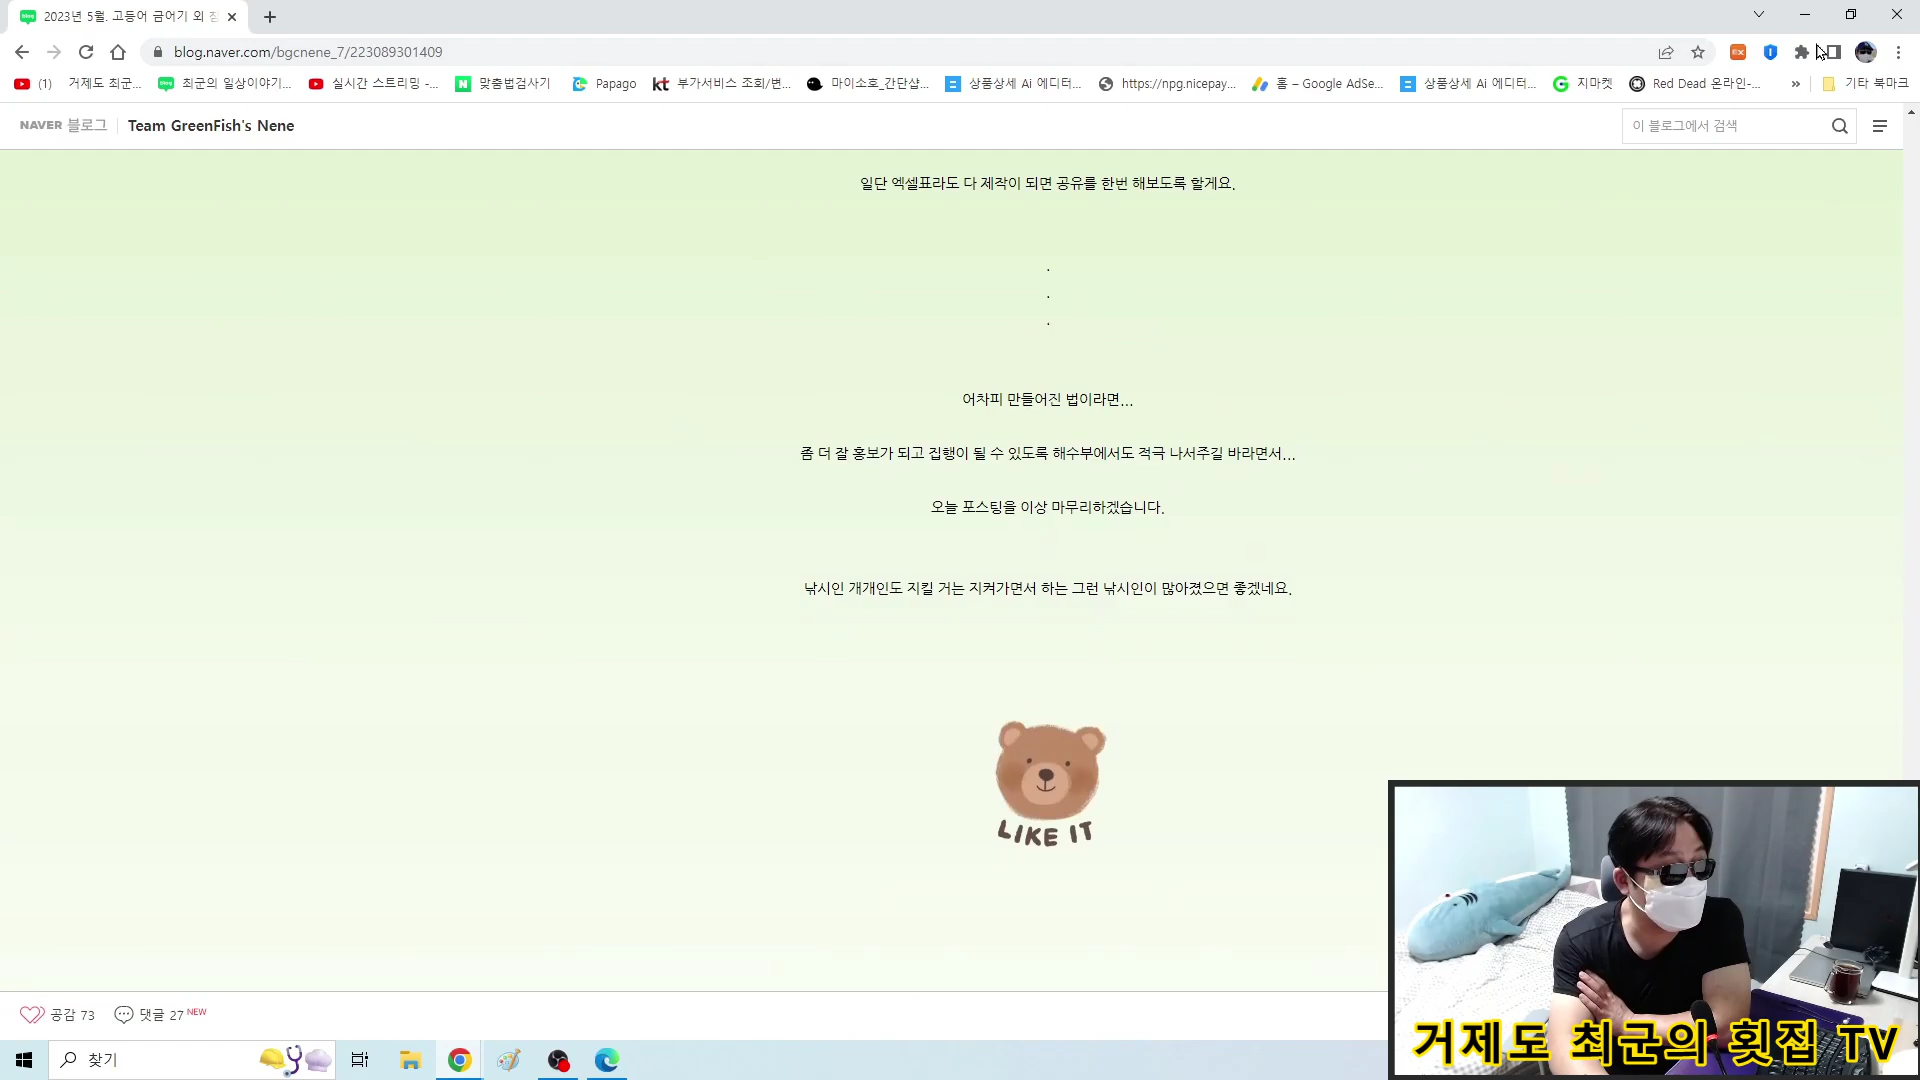 2023년 5월. 고등어 금어기 외
blog.naver.com/bgcnene_7/223089301409
(1) 거제도 최군...
최군의 일상이야기...
실시간 스트리밍 -...
맞춤법검사기
Papago
kt 부가서비스 조회/변...
마이소호_간단샵...
상품상세 Ai 에디터...
https://npg.nicepay...
홈 – Google AdSe...
상품상세 Ai 에디터...
지마켓
Red Dead 온라인-...
»
기타 북마크
NAVER 블로그
Team GreenFish's Nene
이 블로그에서 검색
일단 엑셀표라도 다 제작이 되면 공유를 한번 해보도록 할게요.
.
.
.
어차피 만들어진 법이라면...
좀 더 잘 홍보가 되고 집행이 될 수 있도록 해수부에서도 적극 나서주길 바라면서...
오늘 포스팅을 이상 마무리하겠습니다.
낚시인 개개인도 지킬 거는 지켜가면서 하는 그런 낚시인이 많아졌으면 좋겠네요.
LIKE IT
공감 73
댓글 27 NEW
찾기
거제도 최군의 횟집 TV